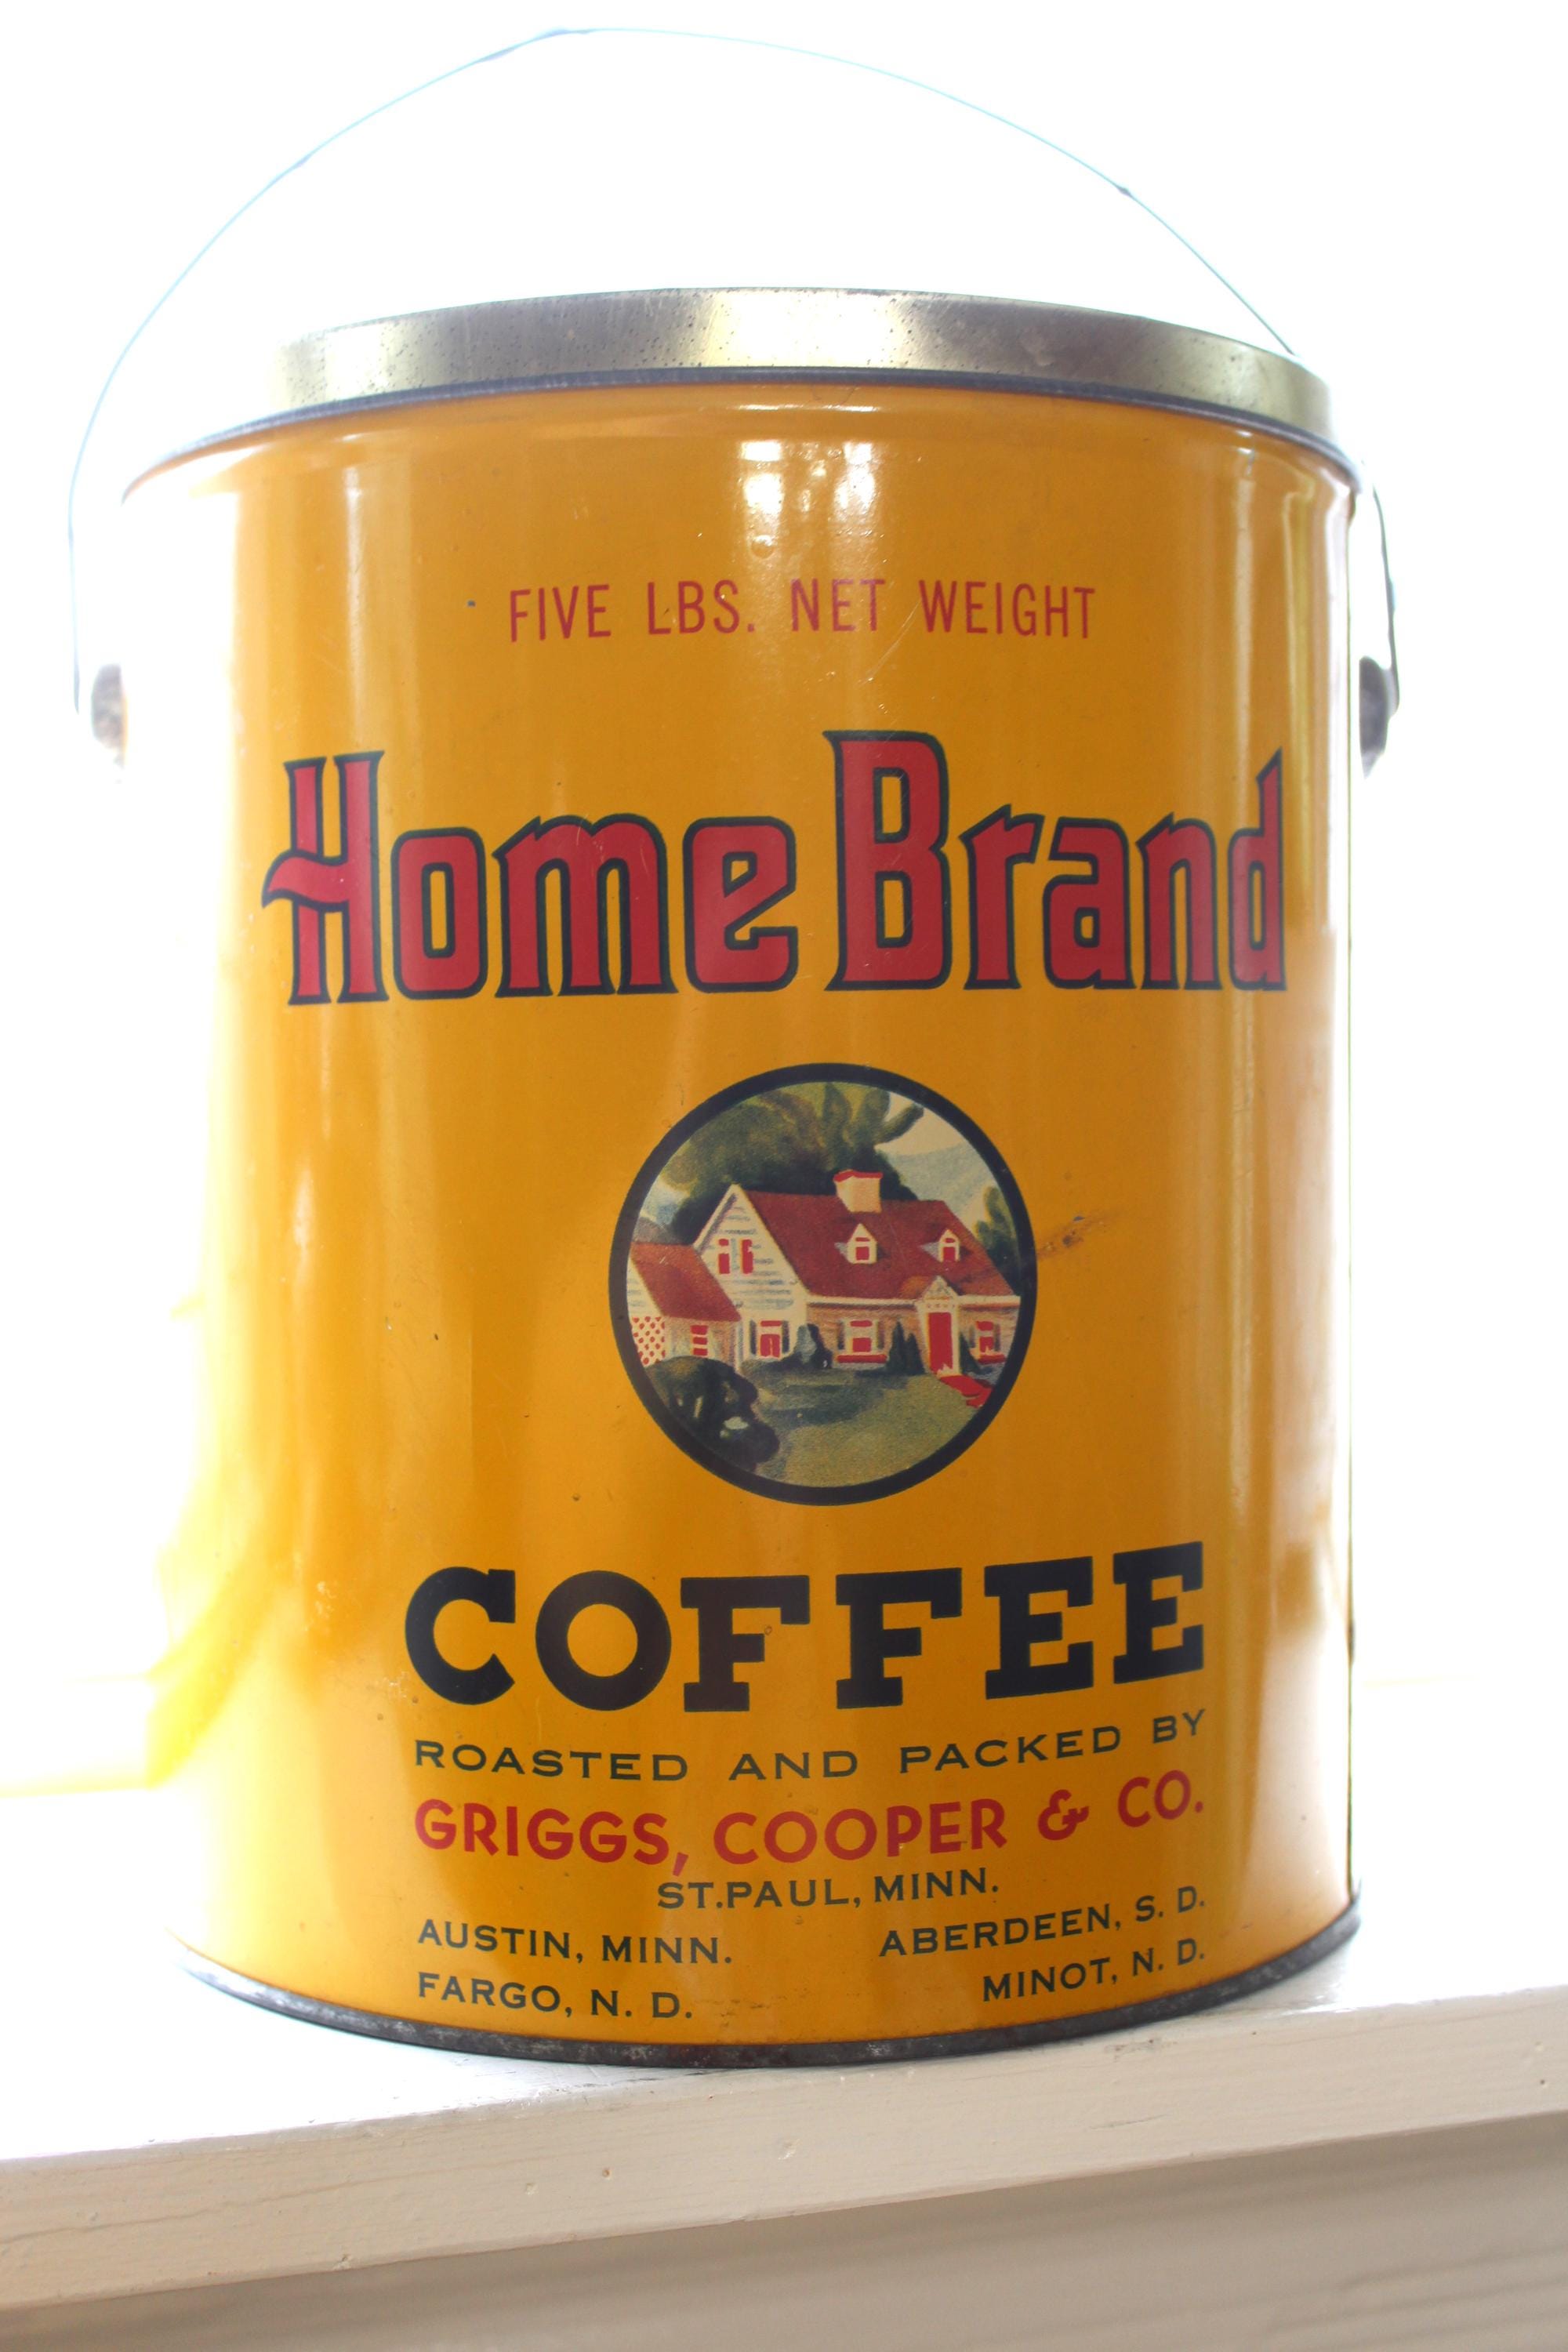 FIVE LBS. NET WEIGHT
Home Brand
COFFEE
ROASTED AND PACKED BY
GRIGGS, COOPER & CO.
ST. PAUL, MINN.
AUSTIN, MINN. ABERDEEN, S. D.
FARGO, N. D. MINOT, N. D.